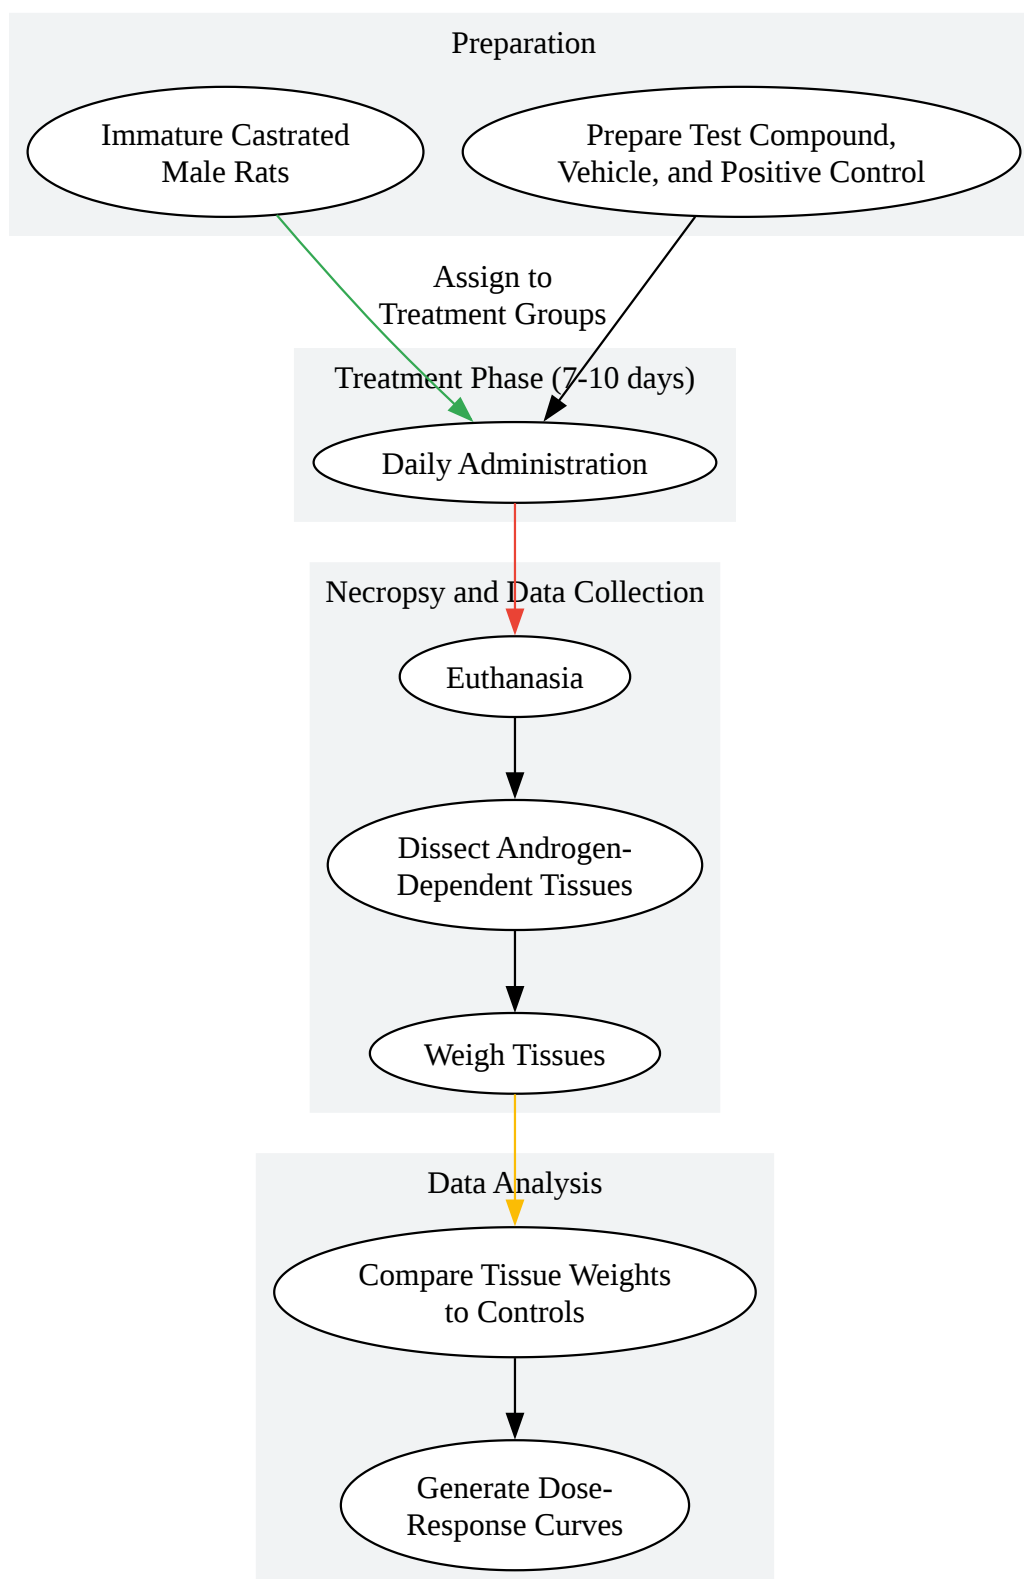 Preparation
Immature Castrated
Male Rats
Prepare Test Compound,
Vehicle, and Positive Control
Assign to
Treatment Groups
Treatment Phase (7-10 days)
Daily Administration
Necropsy and Data Collection
Euthanasia
Dissect Androgen-
Dependent Tissues
Weigh Tissues
Data Analysis
Compare Tissue Weights
to Controls
Generate Dose-
Response Curves